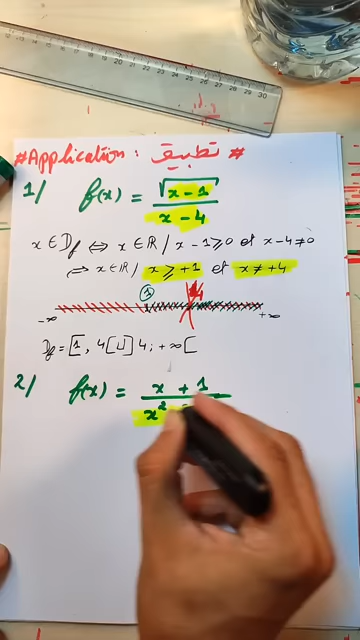 #Application: تطبيق #
1/ f(x) = √(x-1) / (x-4)
x ∈ Df ⇔ x ∈ ℝ / x-1 ≥ 0 et x-4 ≠ 0
⇔ x ∈ ℝ / x ≥ +1 et x ≠ +4
1 4
-∞ +∞
Df = [1, 4[ ∪ ]4; +∞[
2/ f(x) = x + 1 / x²